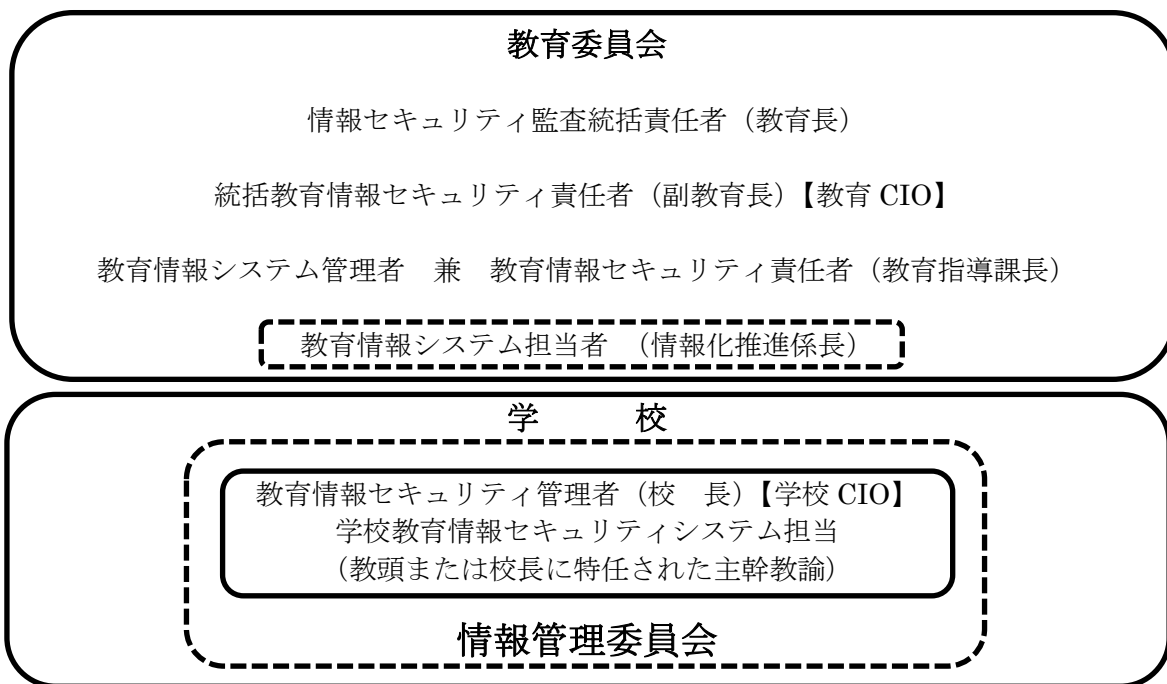 教育委員会
情報セキュリティ監査統括責任者（教育長）
統括教育情報セキュリティ責任者（副教育長）【教育 CIO】
教育情報システム管理者　兼　教育情報セキュリティ責任者（教育指導課長）
教育情報システム担当者　（情報化推進係長）
学　　校
教育情報セキュリティ管理者（校　長）【学校 CIO】
学校教育情報セキュリティシステム担当
（教頭または校長に特任された主幹教諭）
情報管理委員会